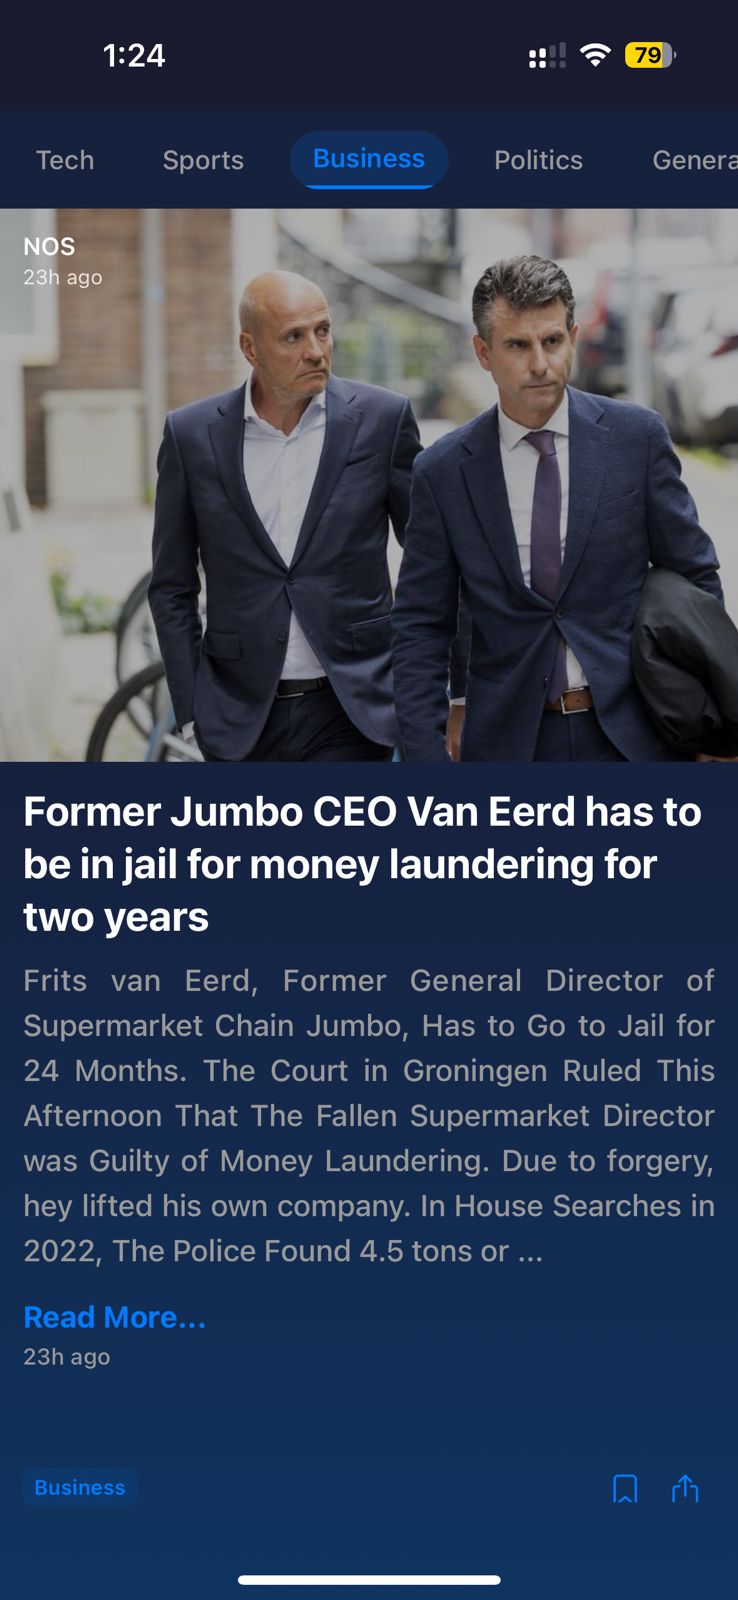 1:24
79
Tech Sports Business Politics Genera
NOS
23h ago
Former Jumbo CEO Van Eerd has to
be in jail for money laundering for
two years
Frits van Eerd, Former General Director of
Supermarket Chain Jumbo, Has to Go to Jail for
24 Months. The Court in Groningen Ruled This
Afternoon That The Fallen Supermarket Director
was Guilty of Money Laundering. Due to forgery,
hey lifted his own company. In House Searches in
2022, The Police Found 4.5 tons or ...
Read More...
23h ago
Business